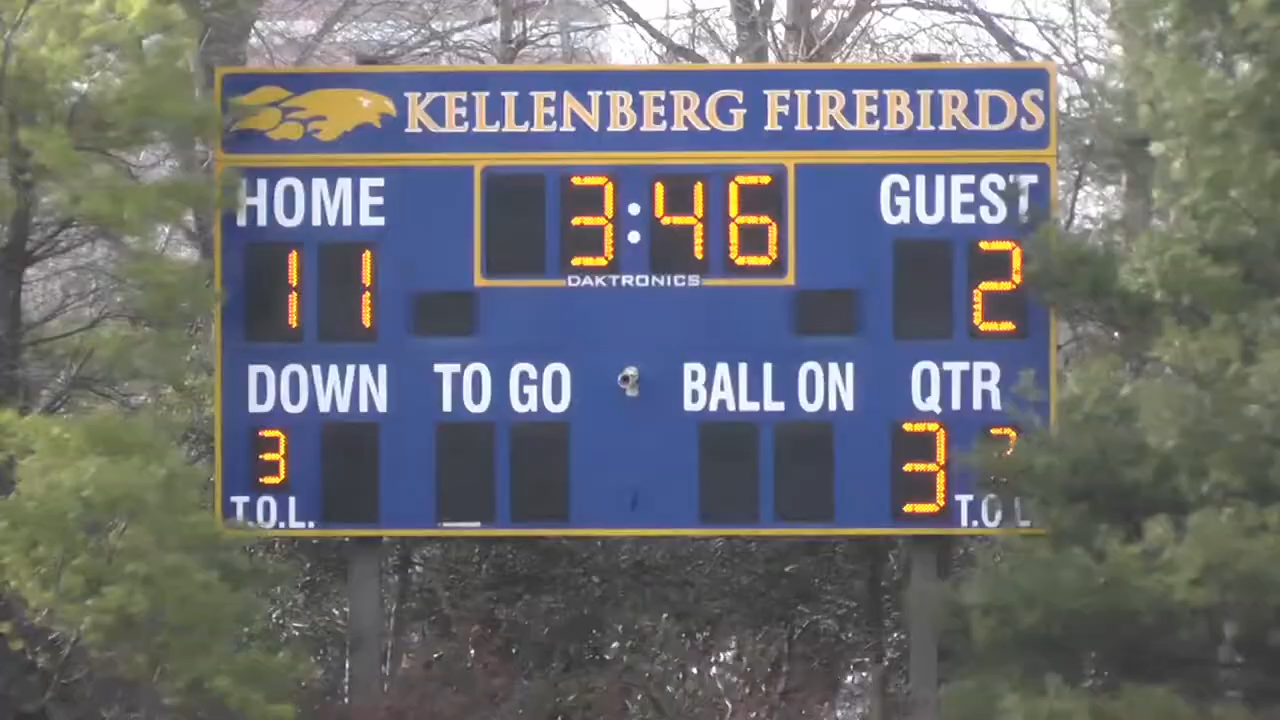 KELLENBERG FIREBIRDS
HOME 3:46 GUEST
11 DAKTRONICS 2
DOWN TO GO BALL ON QTR
3 3
T.O.L. T.O.L